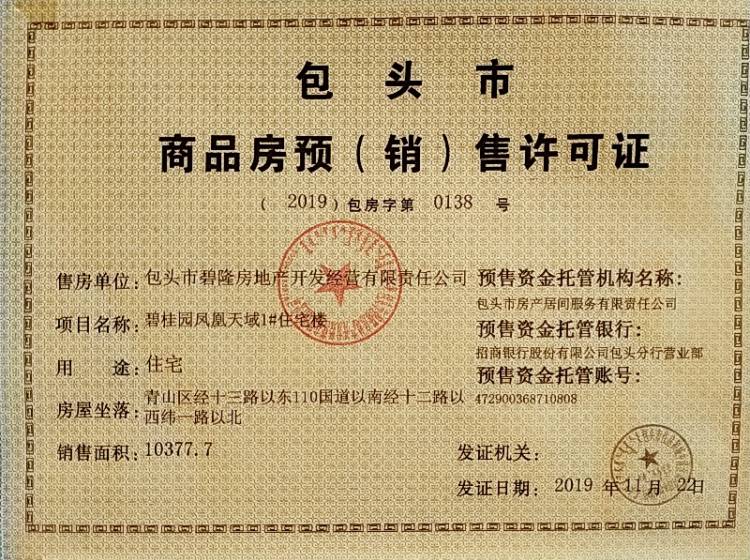 包头市
商品房预（销）售许可证
（2019）包房字第 0138 号
售房单位：包头市碧隆房地产开发经营有限责任公司
项目名称：碧桂园凤凰天域1#住宅楼
用途：住宅
房屋坐落：青山区经十三路以东110国道以南经十二路以
西纬一路以北
销售面积：10377.7
预售资金托管机构名称：
包头市房产居间服务有限责任公司
预售资金托管银行：
招商银行股份有限公司包头分行营业部
预售资金托管账号：
472900368710808
发证机关：
发证日期：2019 年 11 月 22 日